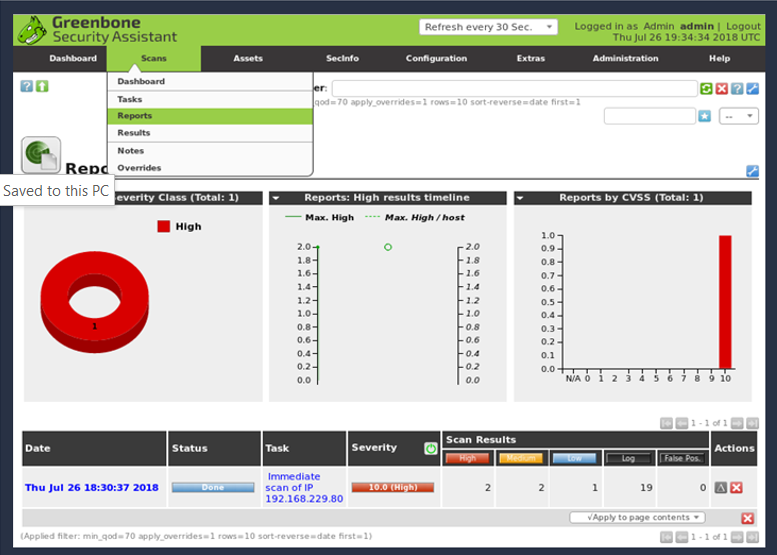 Greenbone
Security Assistant
Refresh every 30 Sec.
Logged in as Admin admin | Logout
Thu Jul 26 19:34:34 2018 UTC
Dashboard Scans Assets SecInfo Configuration Extras Administration Help
Dashboard
Tasks
Reports
Results
Notes
Overrides
er:
qod=70 apply_overrides=1 rows=10 sort-reverse=date first=1
--
Repo
Saved to this PC
everity Class (Total: 1)
High
1
Reports: High results timeline
Max. High Max. High / host
2.0 2.0
1.8 1.8
1.6 1.6
1.4 1.4
1.2 1.2
1.0 1.0
0.8 0.8
0.6 0.6
0.4 0.4
0.2 0.2
0.0 0.0
Reports by CVSS (Total: 1)
1.0
0.9
0.8
0.7
0.6
0.5
0.4
0.3
0.2
0.1
0.0
N/A 0 1 2 3 4 5 6 7 8 9 10
1 - 1 of 1
Date Status Task Severity Scan Results Actions
High Medium Low Log False Pos.
Thu Jul 26 18:30:37 2018 Done Immediate scan of IP 192.168.229.80 10.0 (High) 2 2 1 19 0
√Apply to page contents
(Applied filter: min_qod=70 apply_overrides=1 rows=10 sort-reverse=date first=1)
1 - 1 of 1